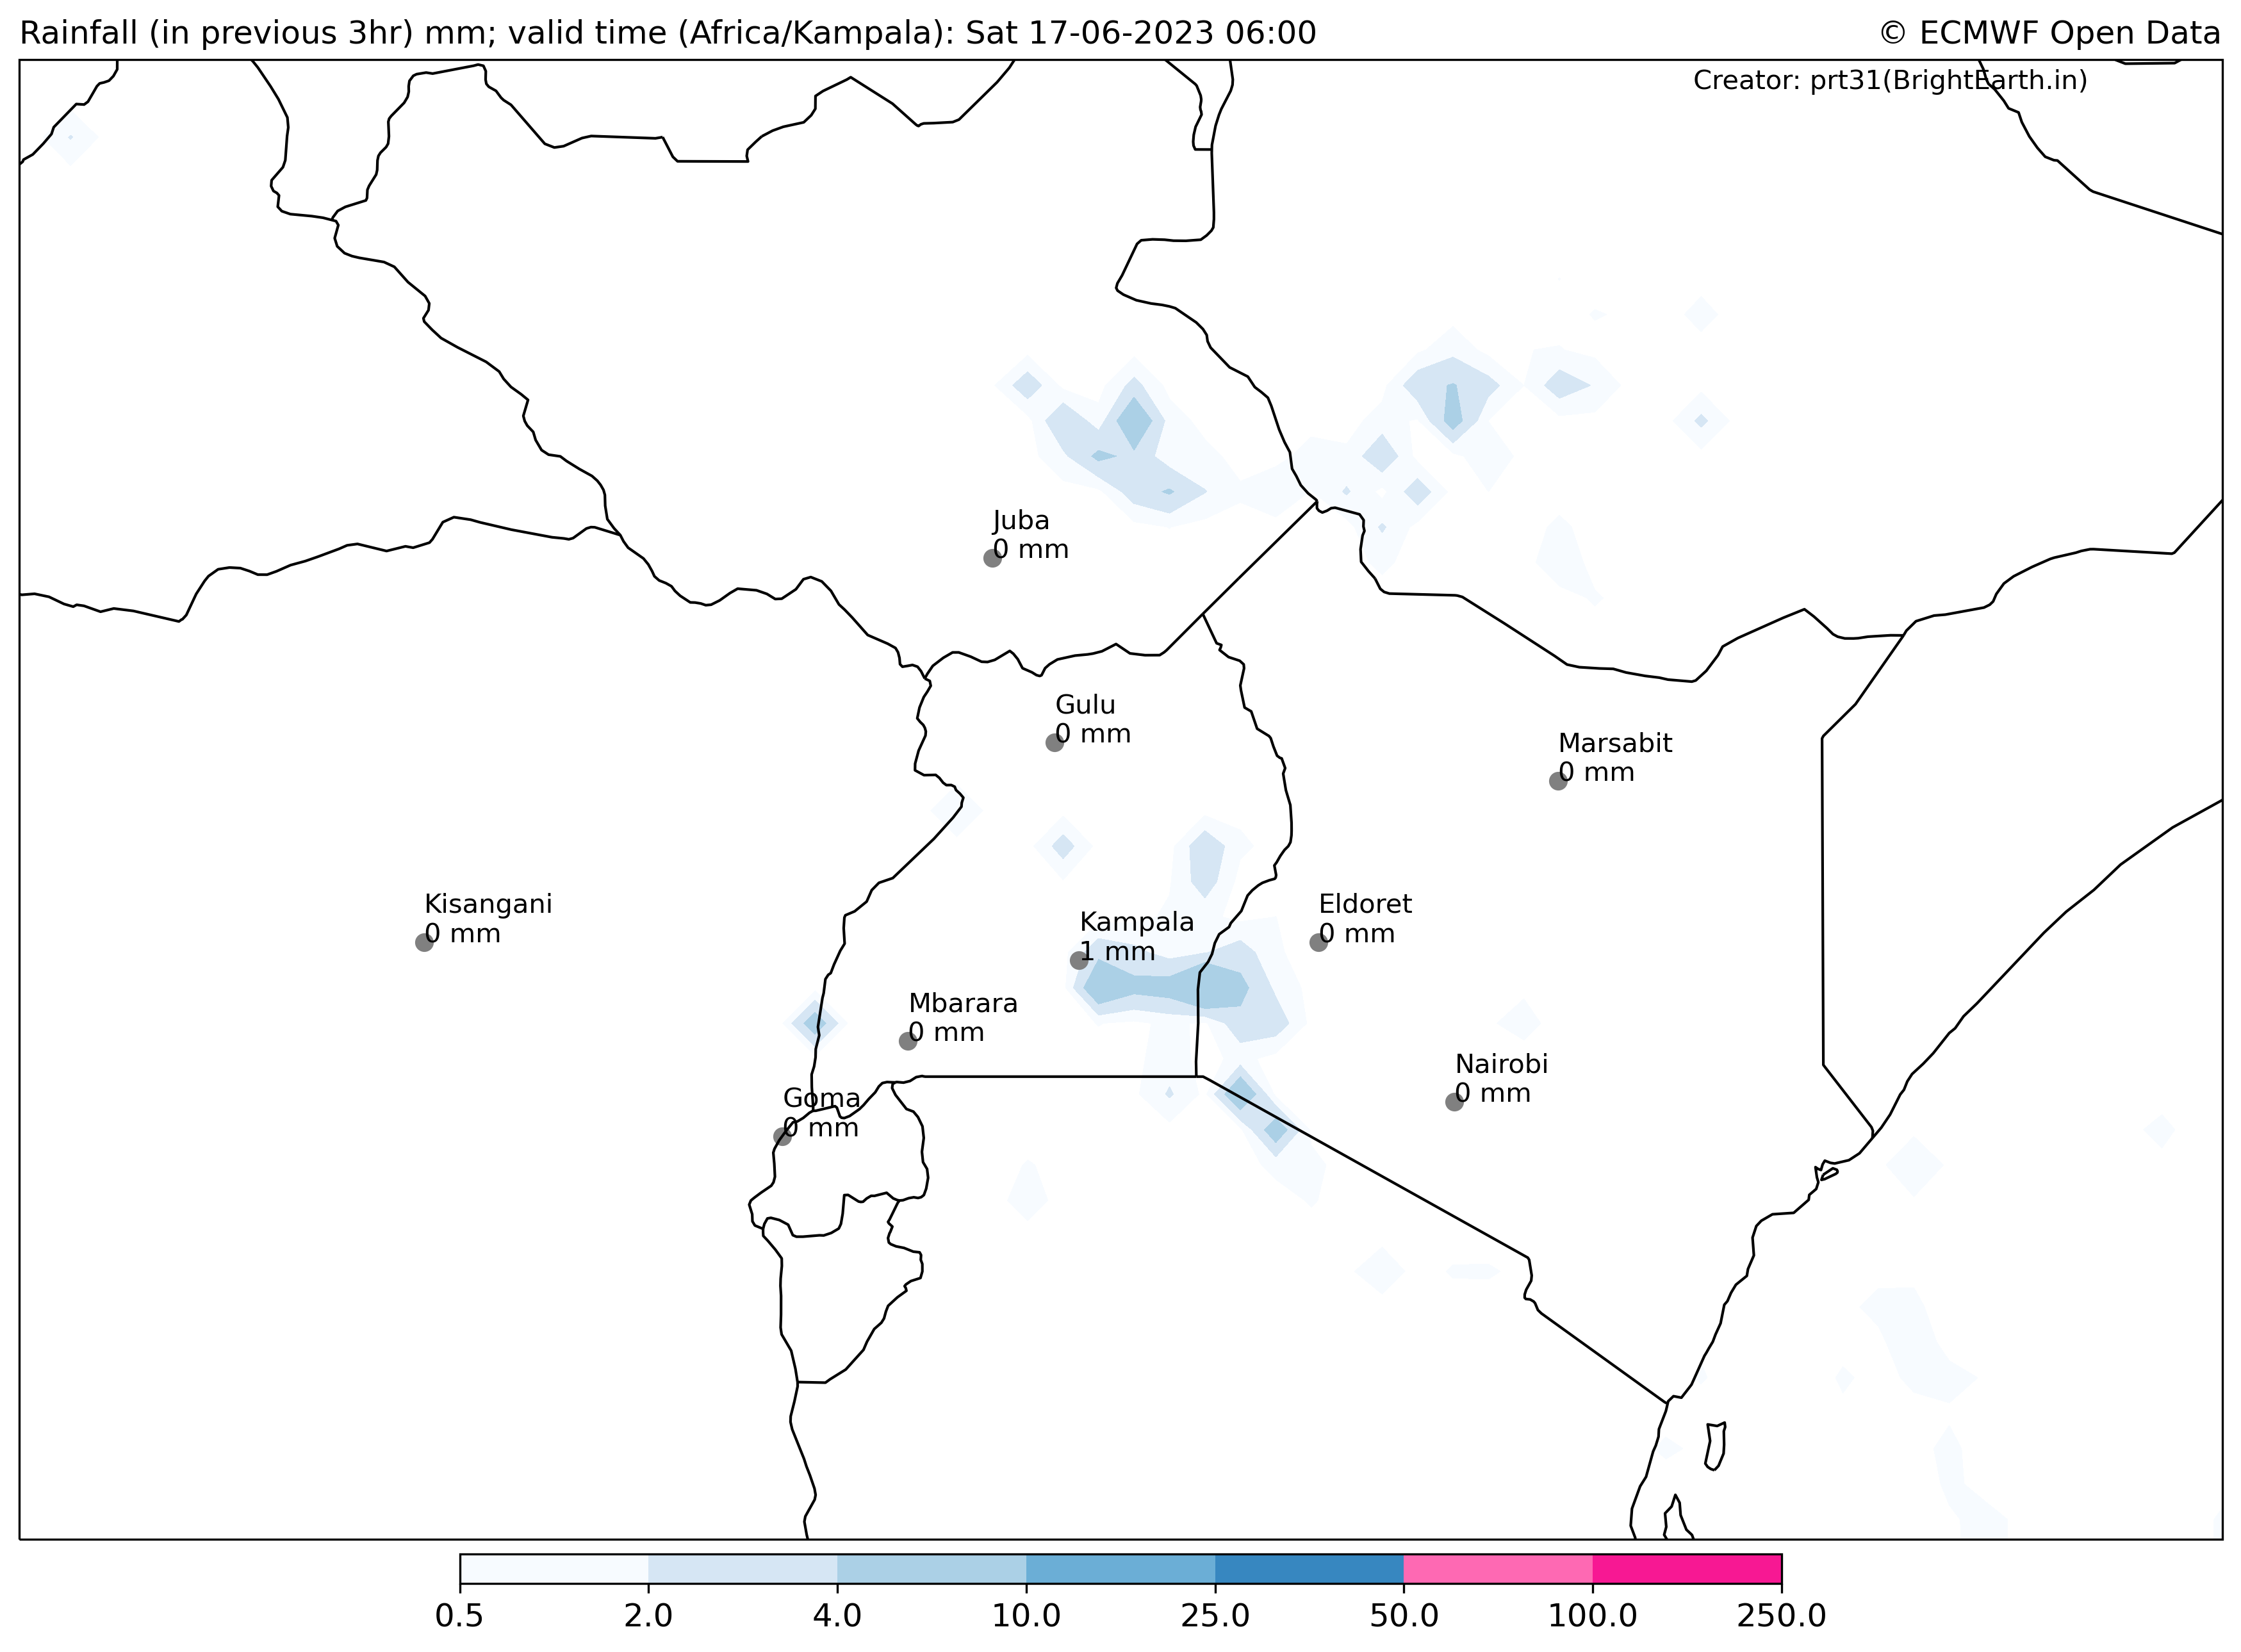 Rainfall (in previous 3hr) mm; valid time (Africa/Kampala): Sat 17-06-2023 06:00
© ECMWF Open Data
Creator: prt31(BrightEarth.in)
Juba
0 mm
Gulu
0 mm
Marsabit
0 mm
Kisangani
0 mm
Kampala
1 mm
Eldoret
0 mm
Mbarara
0 mm
Nairobi
0 mm
Goma
0 mm
0.5 2.0 4.0 10.0 25.0 50.0 100.0 250.0